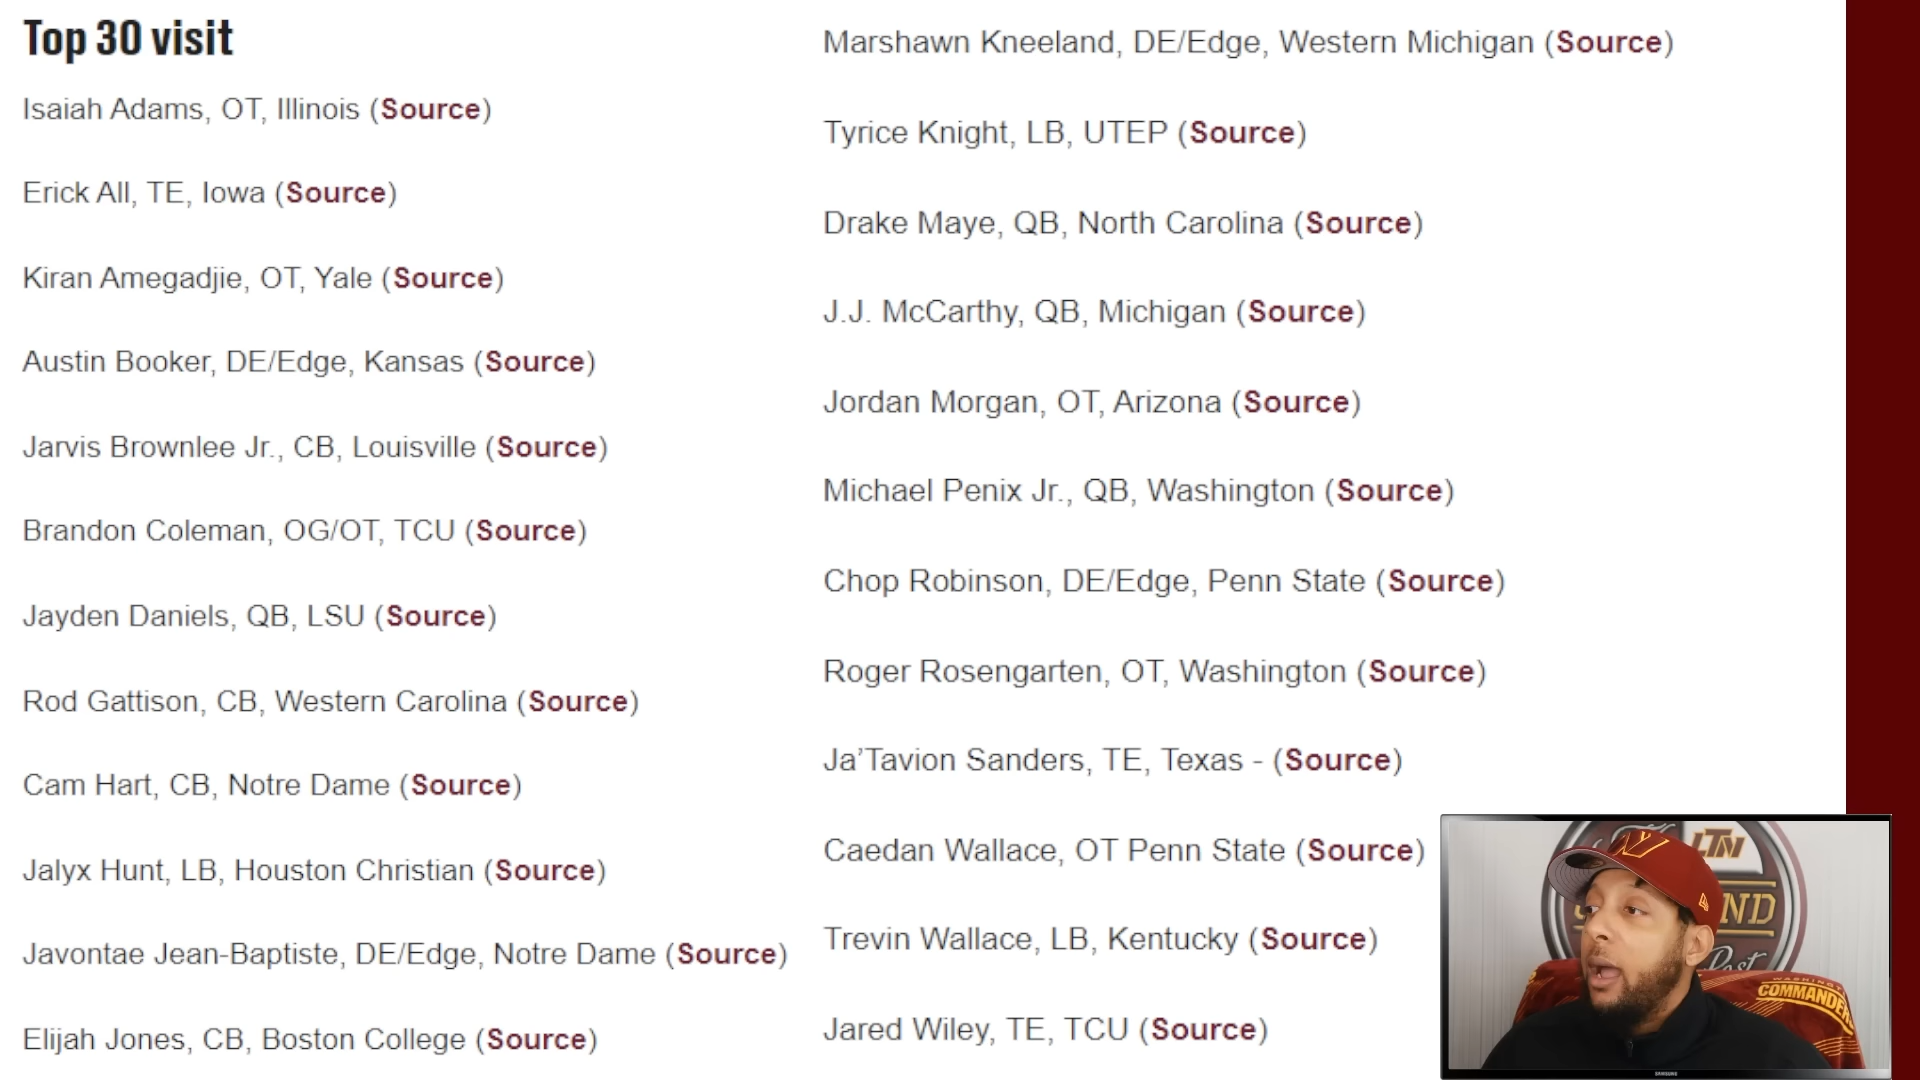 Top 30 visit
Isaiah Adams, OT, Illinois (Source)
Erick All, TE, Iowa (Source)
Kiran Amegadjie, OT, Yale (Source)
Austin Booker, DE/Edge, Kansas (Source)
Jarvis Brownlee Jr., CB, Louisville (Source)
Brandon Coleman, OG/OT, TCU (Source)
Jayden Daniels, QB, LSU (Source)
Rod Gattison, CB, Western Carolina (Source)
Cam Hart, CB, Notre Dame (Source)
Jalyx Hunt, LB, Houston Christian (Source)
Javontae Jean-Baptiste, DE/Edge, Notre Dame (Source)
Elijah Jones, CB, Boston College (Source)
Marshawn Kneeland, DE/Edge, Western Michigan (Source)
Tyrice Knight, LB, UTEP (Source)
Drake Maye, QB, North Carolina (Source)
J.J. McCarthy, QB, Michigan (Source)
Jordan Morgan, OT, Arizona (Source)
Michael Penix Jr., QB, Washington (Source)
Chop Robinson, DE/Edge, Penn State (Source)
Roger Rosengarten, OT, Washington (Source)
Ja’Tavion Sanders, TE, Texas - (Source)
Caedan Wallace, OT Penn State (Source)
Trevin Wallace, LB, Kentucky (Source)
Jared Wiley, TE, TCU (Source)
LTN
ND
Post
COMMANDERS
SAMSUNG